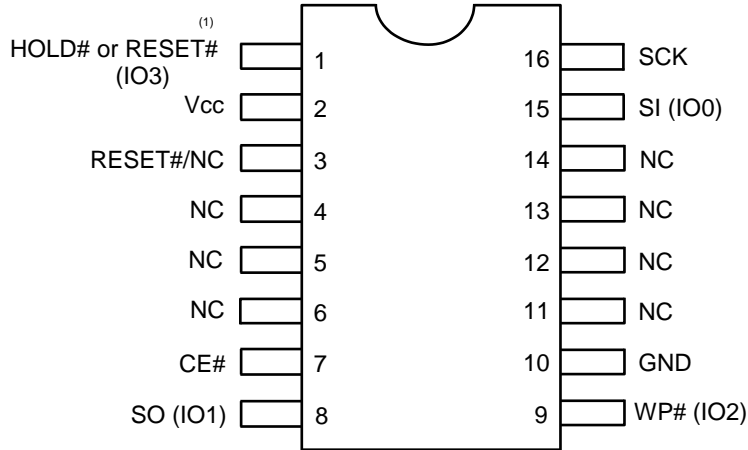 (1)
HOLD# or RESET#
(IO3)
1
16
SCK
Vcc
2
15
SI (IO0)
RESET#/NC
3
14
NC
NC
4
13
NC
NC
5
12
NC
NC
6
11
NC
CE#
7
10
GND
SO (IO1)
8
9
WP# (IO2)